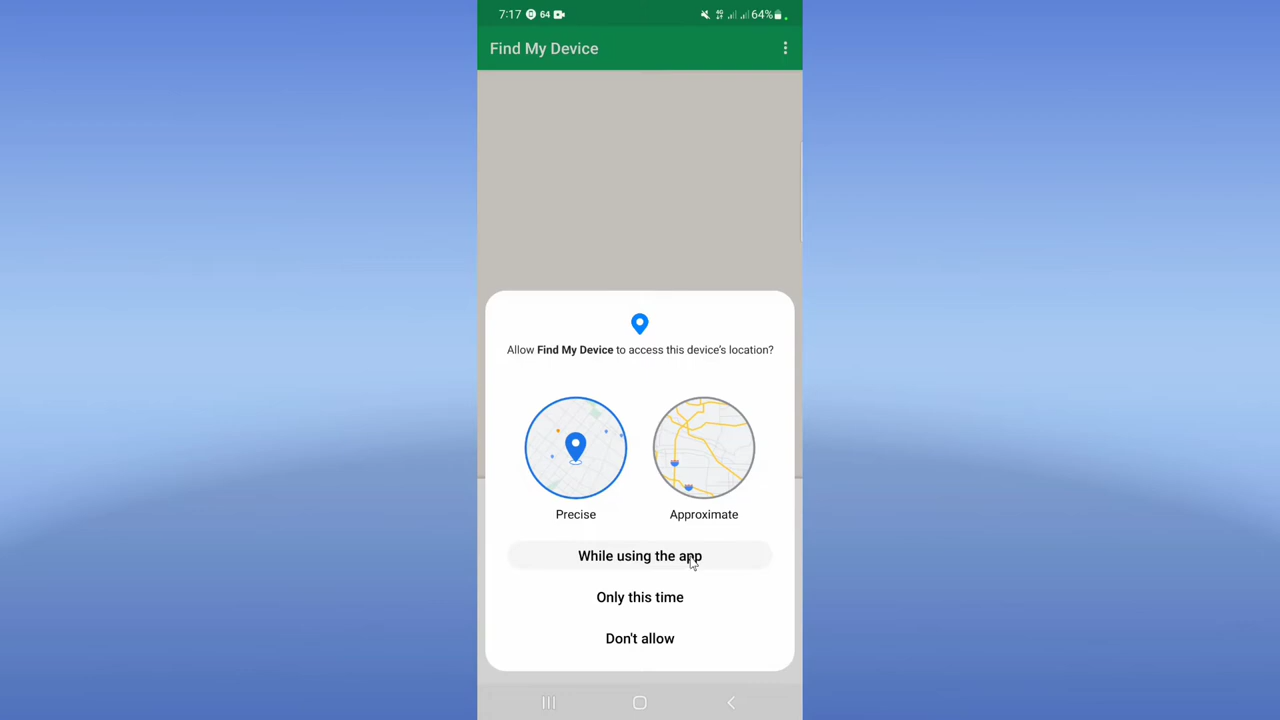 7:17 64 64%
Find My Device
Allow Find My Device to access this device's location?
Precise Approximate
While using the app
Only this time
Don't allow